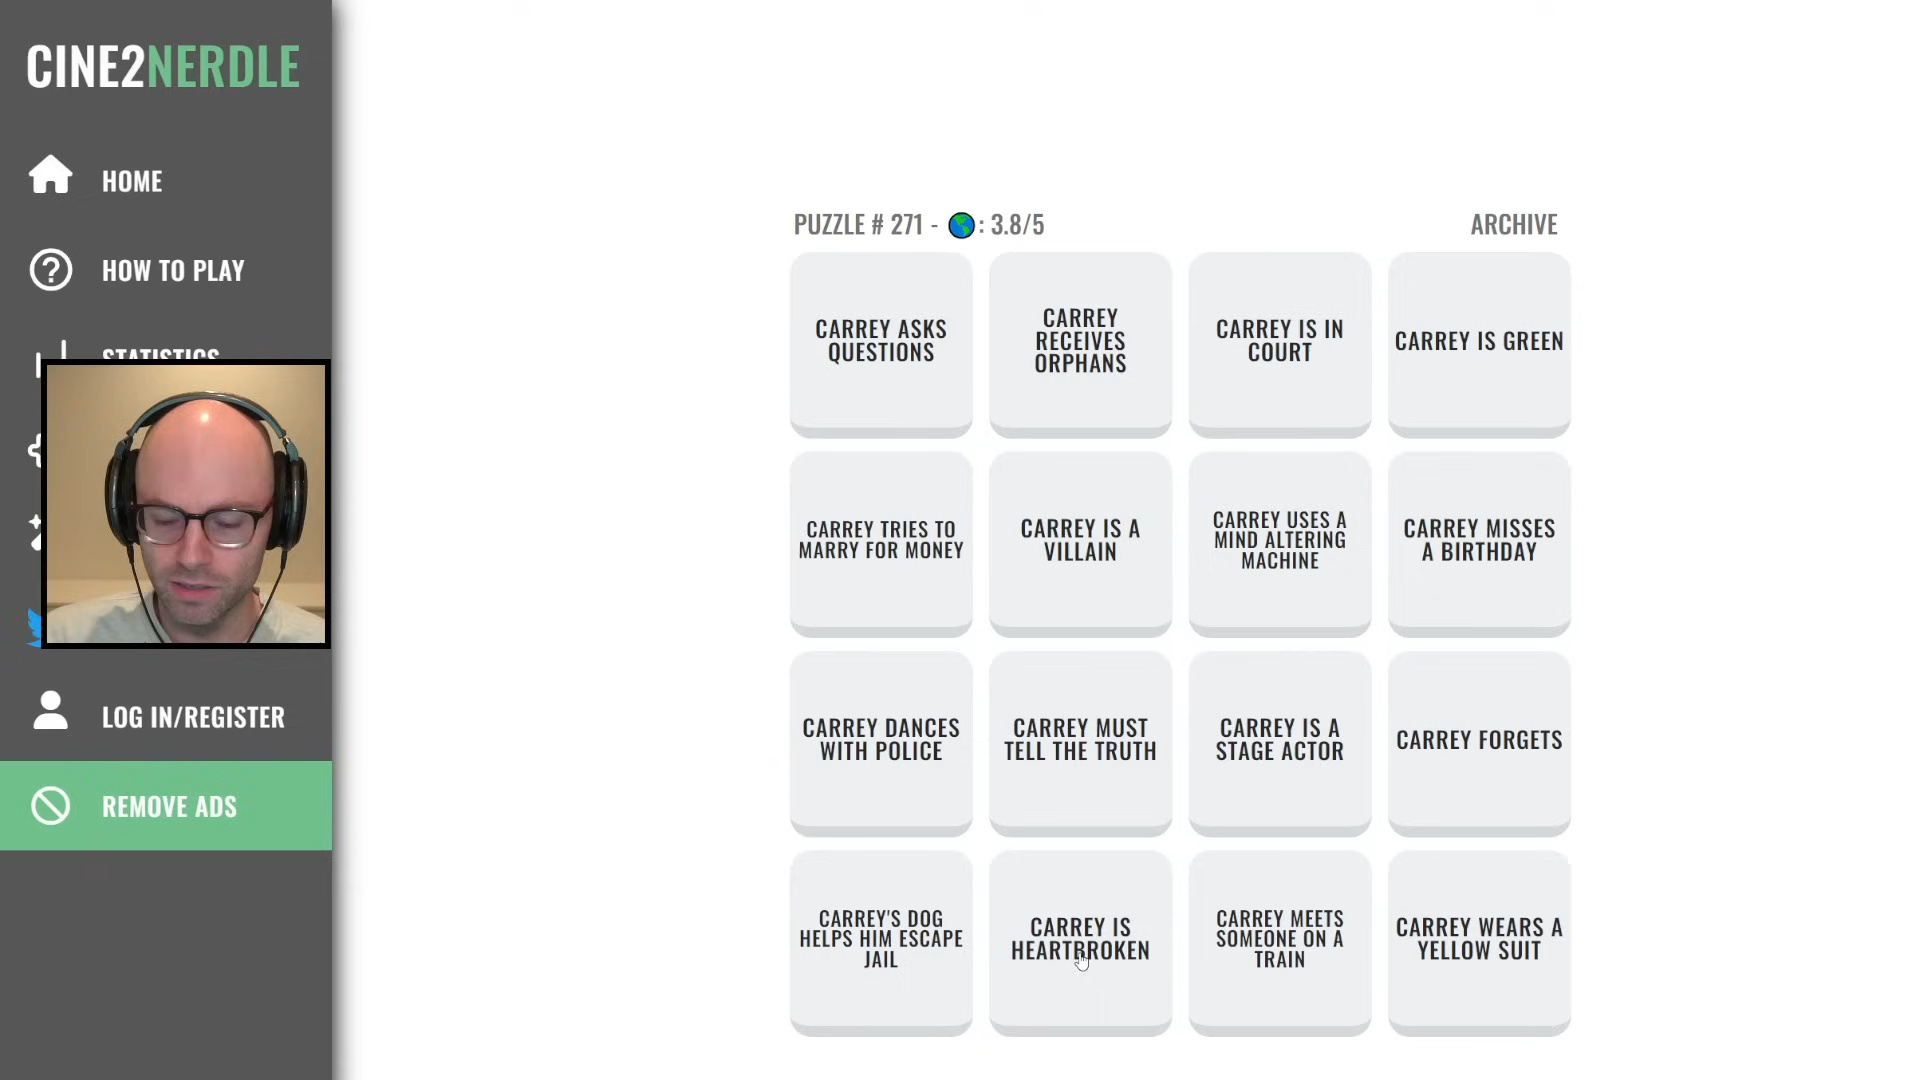 CINE2NERDLE
HOME
HOW TO PLAY
STATISTICS
LOG IN/REGISTER
REMOVE ADS
PUZZLE # 271 - : 3.8/5
ARCHIVE
CARREY ASKS
QUESTIONS
CARREY
RECEIVES
ORPHANS
CARREY IS IN
COURT
CARREY IS GREEN
CARREY TRIES TO
MARRY FOR MONEY
CARREY IS A
VILLAIN
CARREY USES A
MIND ALTERING
MACHINE
CARREY MISSES
A BIRTHDAY
CARREY DANCES
WITH POLICE
CARREY MUST
TELL THE TRUTH
CARREY IS A
STAGE ACTOR
CARREY FORGETS
CARREY'S DOG
HELPS HIM ESCAPE
JAIL
CARREY IS
HEARTBROKEN
CARREY MEETS
SOMEONE ON A
TRAIN
CARREY WEARS A
YELLOW SUIT